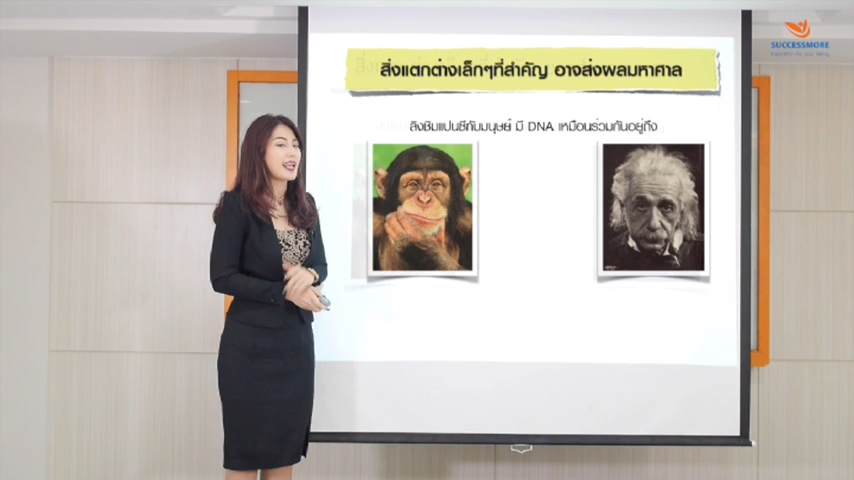 SUCCESSMORE
สิ่งแตกต่างเล็กๆที่สำคัญ อาจส่งผลมหาศาล
ลิงชิมแปนซีกับมนุษย์ มี DNA เหมือนร่วมกันอยู่ถึง